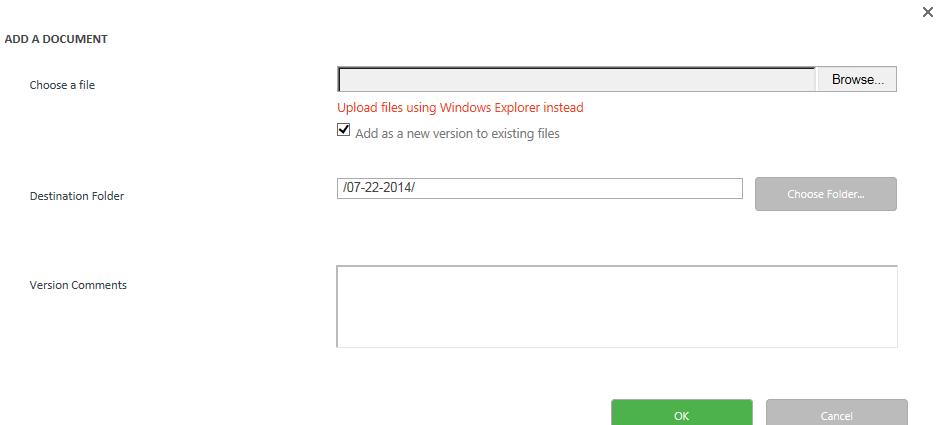 ADD A DOCUMENT
Choose a file
Browse...
Upload files using Windows Explorer instead
Add as a new version to existing files
Destination Folder
/07-22-2014/
Choose Folder...
Version Comments
OK
Cancel